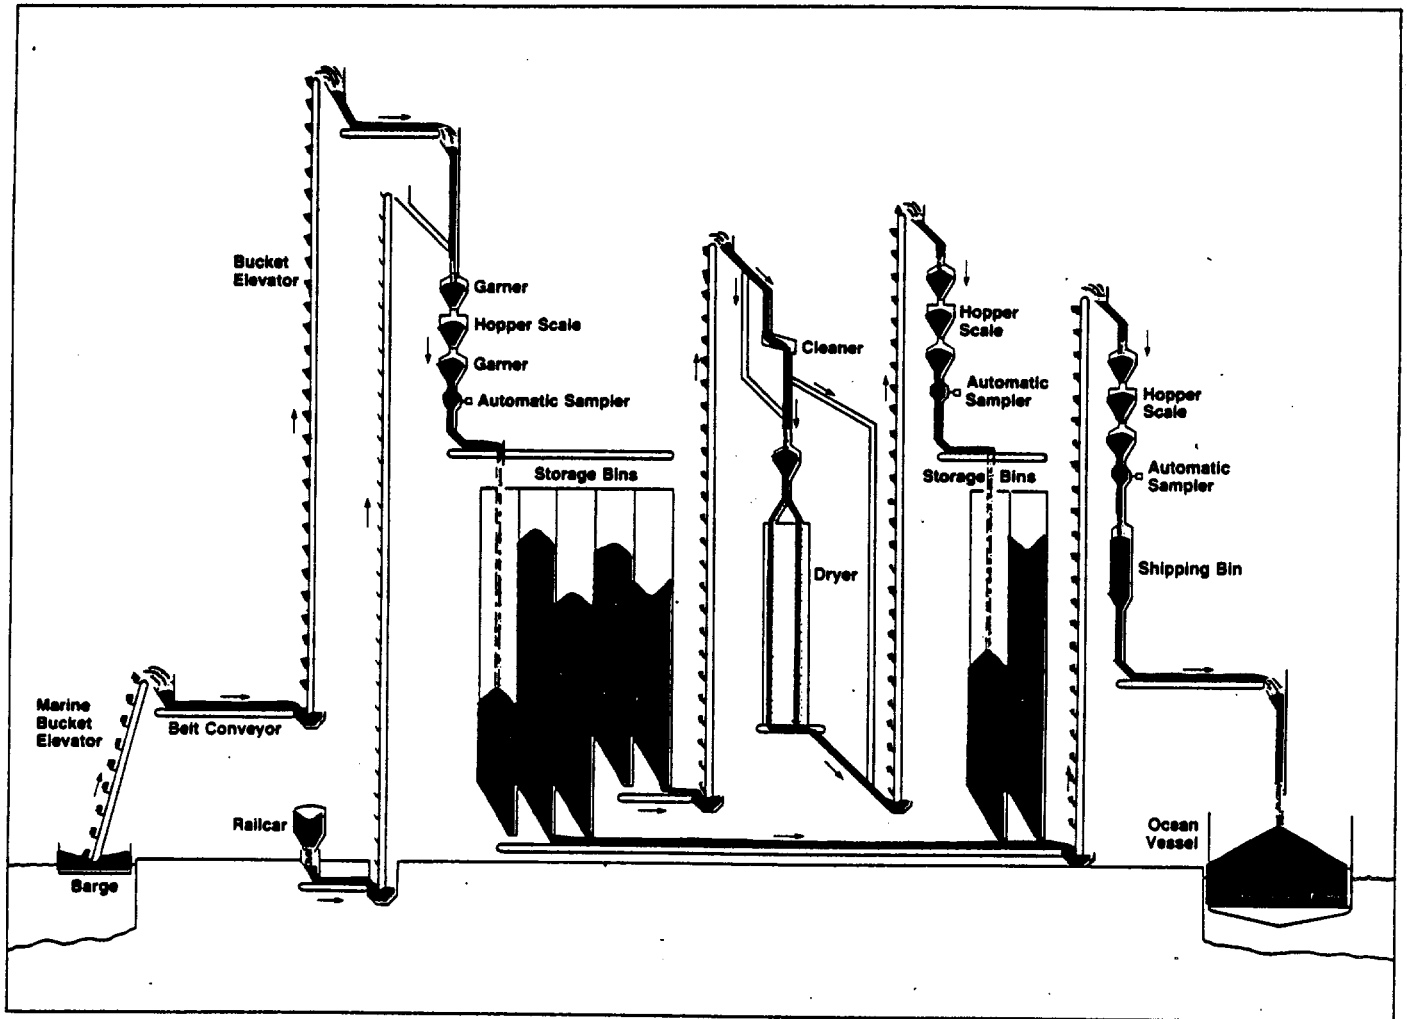 Bucket
Elevator
Garner
Hopper Scale
Garner
Automatic Sampler
Storage Bins
Cleaner
Dryer
Hopper
Scale
Automatic
Sampler
Storage Bins
Hopper
Scale
Automatic
Sampler
Shipping Bin
Marine
Bucket
Elevator
Belt Conveyor
Railcar
Barge
Ocean
Vessel